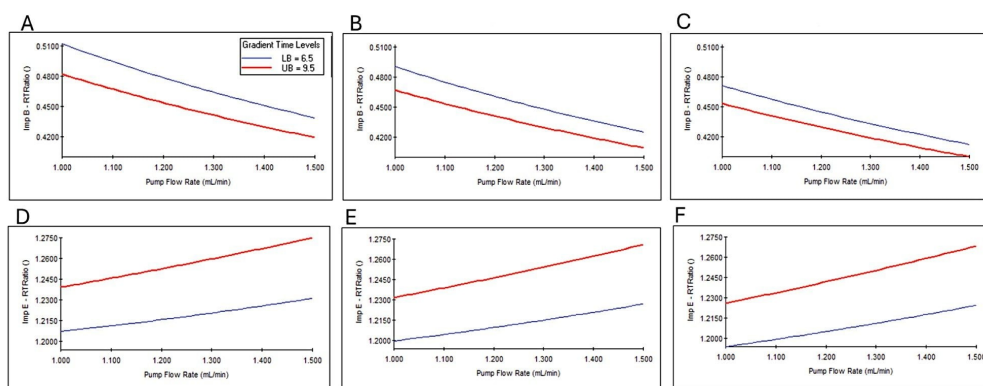 A
Imp B - RTRatio ()
0.5100
0.4800
0.4500
0.4200
Gradient Time Levels
LB = 6.5
UB = 9.5
1.000 1.100 1.200 1.300 1.400 1.500
Pump Flow Rate (mL/min)
B
Imp B - RTRatio ()
0.5100
0.4800
0.4500
0.4200
1.000 1.100 1.200 1.300 1.400 1.500
Pump Flow Rate (mL/min)
C
Imp B - RTRatio ()
0.5100
0.4800
0.4500
0.4200
1.000 1.100 1.200 1.300 1.400 1.500
Pump Flow Rate (mL/min)
D
Imp E - RTRatio ()
1.2750
1.2600
1.2450
1.2300
1.2150
1.2000
1.000 1.100 1.200 1.300 1.400 1.500
Pump Flow Rate (mL/min)
E
Imp E - RTRatio ()
1.2750
1.2600
1.2450
1.2300
1.2150
1.2000
1.000 1.100 1.200 1.300 1.400 1.500
Pump Flow Rate (mL/min)
F
Imp E - RTRatio ()
1.2750
1.2600
1.2450
1.2300
1.2150
1.2000
1.000 1.100 1.200 1.300 1.400 1.500
Pump Flow Rate (mL/min)